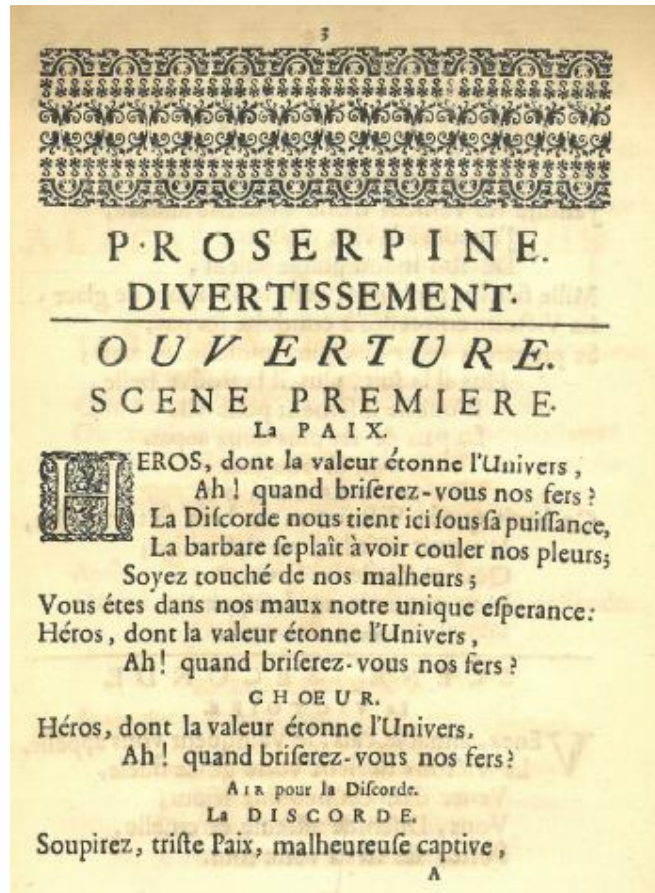 3
PROSERPINE.
DIVERTISSEMENT.
OUVERTURE.
SCENE PREMIERE.
La PAIX.
HEROS, dont la valeur étonne l'Univers,
Ah ! quand briſerez-vous nos fers ?
La Diſcorde nous tient ici ſous ſa puiſſance,
La barbare ſe plaît à voir couler nos pleurs;
Soyez touché de nos malheurs ;
Vous étes dans nos maux notre unique eſperance:
Héros, dont la valeur étonne l'Univers,
Ah ! quand briſerez-vous nos fers ?
CHOEUR.
Héros, dont la valeur étonne l'Univers,
Ah ! quand briſerez-vous nos fers?
AIR pour la Diſcorde.
La DISCORDE.
Soupirez, triſte Paix, malheureuſe captive,
A